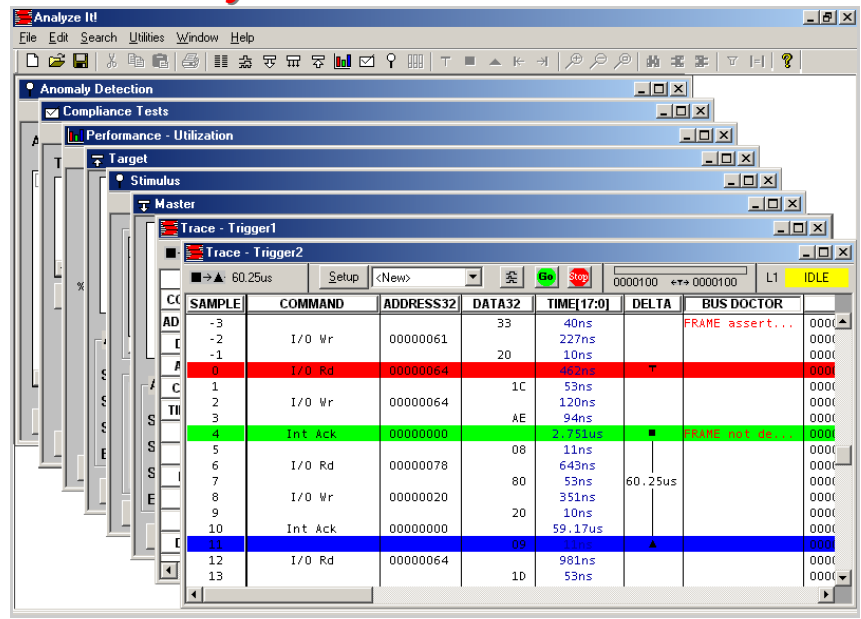 Analyze It!
File Edit Search Utilities Window Help
Anomaly Detection
Compliance Tests
Performance - Utilization
Target
Stimulus
Master
Trace - Trigger1
Trace - Trigger2
60.25us Setup <New> Go Stop 0000100 ←T→ 0000100 L1 IDLE
SAMPLE COMMAND ADDRESS32 DATA32 TIME[17:0] DELTA BUS DOCTOR
-3 33 40ns FRAME assert...
-2 I/O Wr 00000061 227ns
-1 20 10ns
0 I/O Rd 00000064 462ns T
1 1C 53ns
2 I/O Wr 00000064 120ns
3 AE 94ns
4 Int Ack 00000000 2.751us FRAME not de...
5 08 11ns
6 I/O Rd 00000078 643ns
7 80 53ns 60.25us
8 I/O Wr 00000020 351ns
9 20 10ns
10 Int Ack 00000000 59.17us
11 09 11ns
12 I/O Rd 00000064 981ns
13 1D 53ns